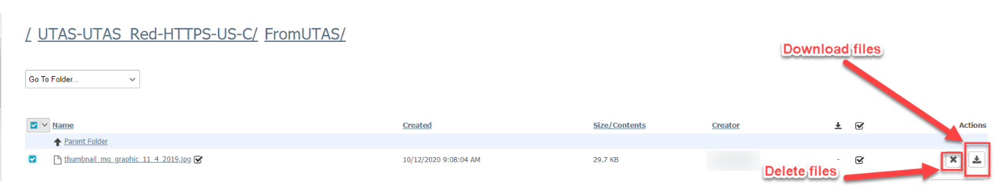 / UTAS-UTAS_Red-HTTPS-US-C/ FromUTAS/
Download files
Go To Folder...
Name Created Size/Contents Creator Actions
Parent Folder
thumbnail_mq_graphic_11_4_2019.jpg 10/12/2020 9:08:04 AM 29.7 KB -
Delete files